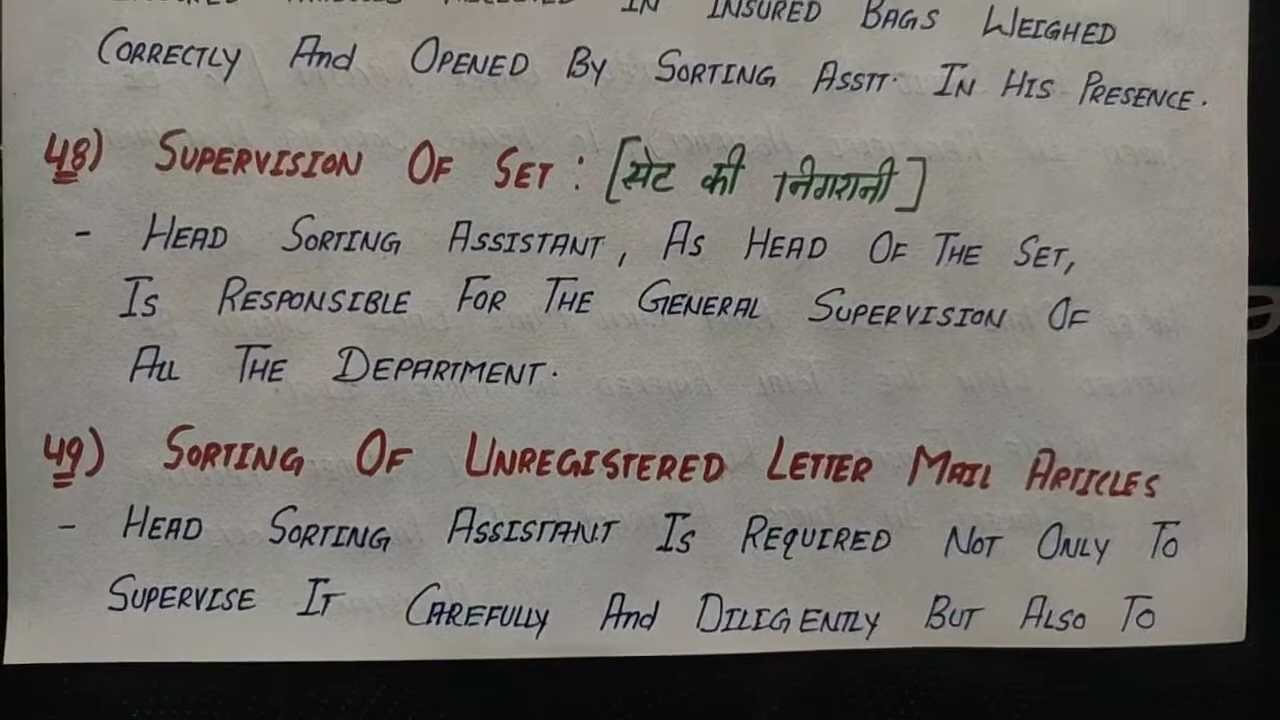 IN INSURED BAGS WEIGHED
CORRECTLY And OPENED BY SORTING ASSTT. IN HIS PRESENCE.
48) SUPERVISION OF SET : [सेट की निगरानी]
- HEAD SORTING ASSISTANT, AS HEAD OF THE SET,
IS RESPONSIBLE FOR THE GENERAL SUPERVISION OF
All THE DEPARTMENT.
49) SORTING OF UNREGISTERED LETTER MAIL ARTICLES
- HEAD SORTING ASSISTANT IS REQUIRED NOT ONLY TO
SUPERVISE IT CAREFULLY And DILIGENTLY BUT ALSO TO